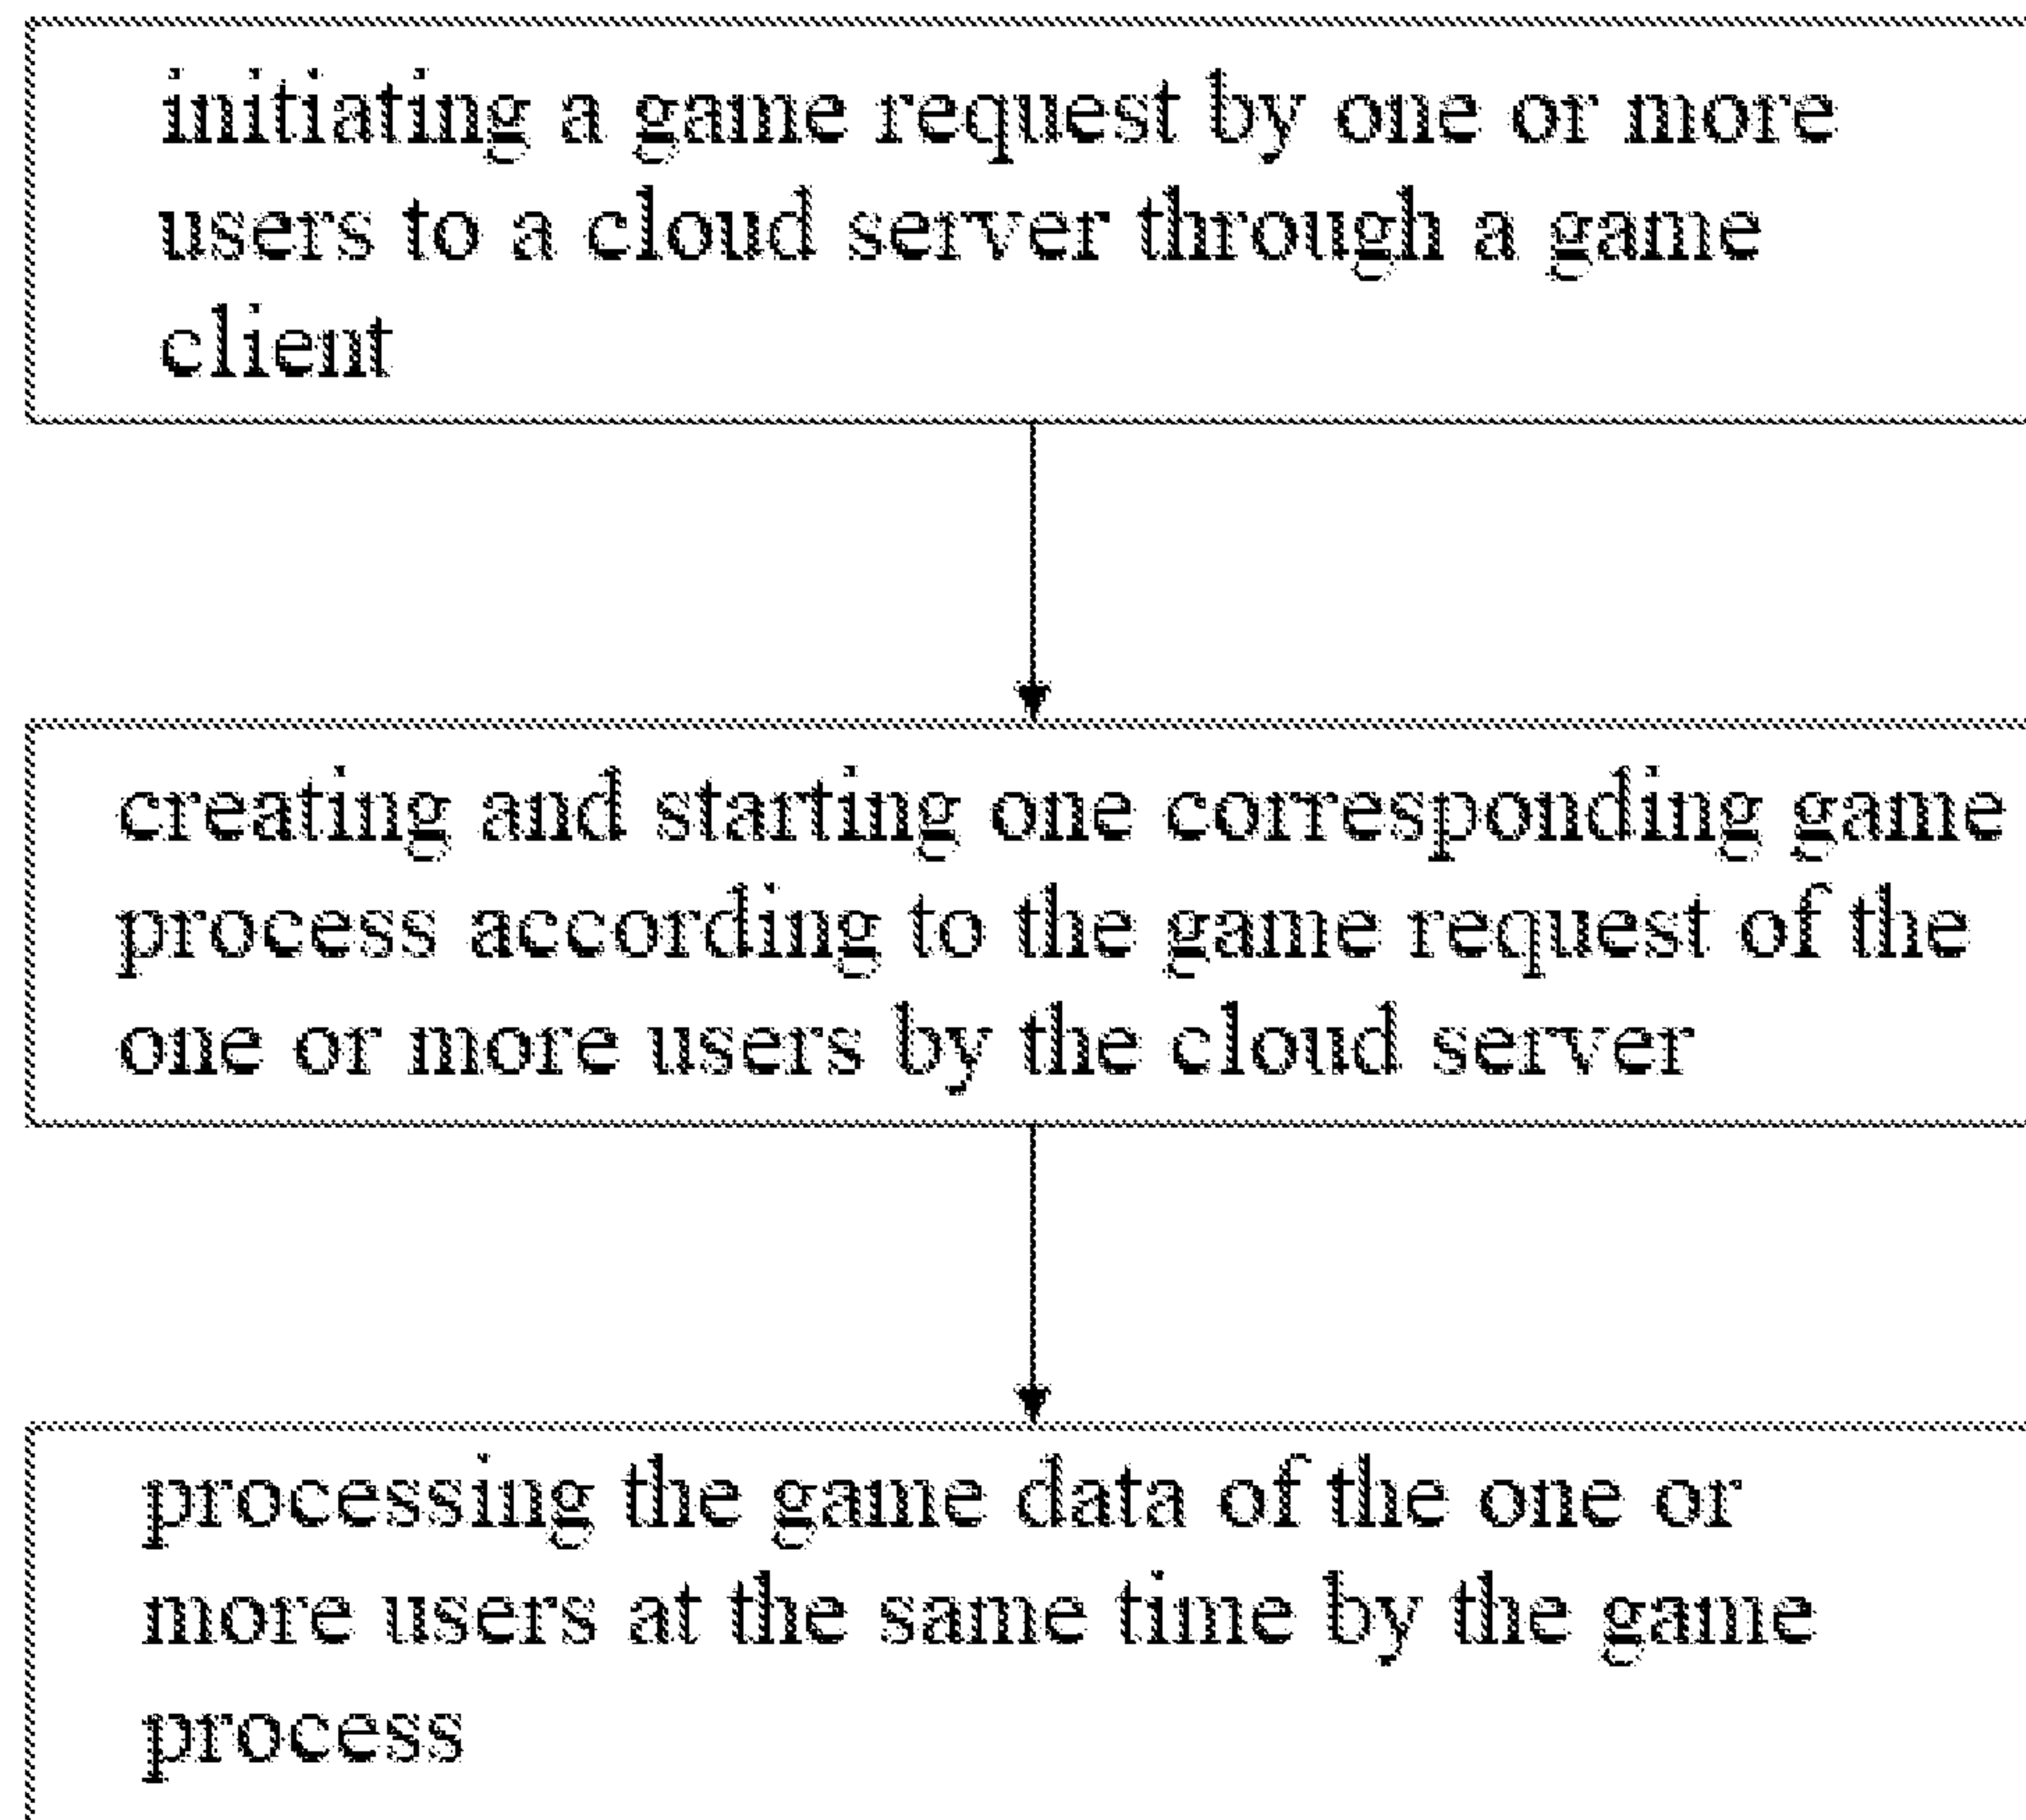 initiating a game request by one or more
users to a cloud server through a game
client
creating and starting one corresponding game
process according to the game request of the
one or more users by the cloud server
processing the game data of the one or
more users at the same time by the game
process